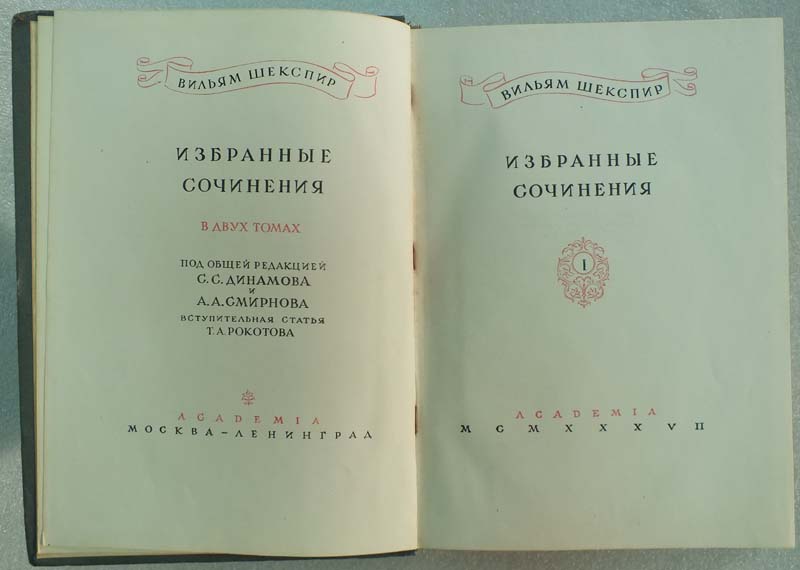 ВИЛЬЯМ ШЕКСПИР
ИЗБРАННЫЕ
СОЧИНЕНИЯ
В ДВУХ ТОМАХ
ПОД ОБЩЕЙ РЕДАКЦИЕЙ
С. С. ДИНАМОВА
И
А. А. СМИРНОВА
ВСТУПИТЕЛЬНАЯ СТАТЬЯ
Т. А. РОКОТОВА
ACADEMIA
МОСКВА – ЛЕНИНГРАД
ВИЛЬЯМ ШЕКСПИР
ИЗБРАННЫЕ
СОЧИНЕНИЯ
I
ACADEMIA
MCMXXXVII